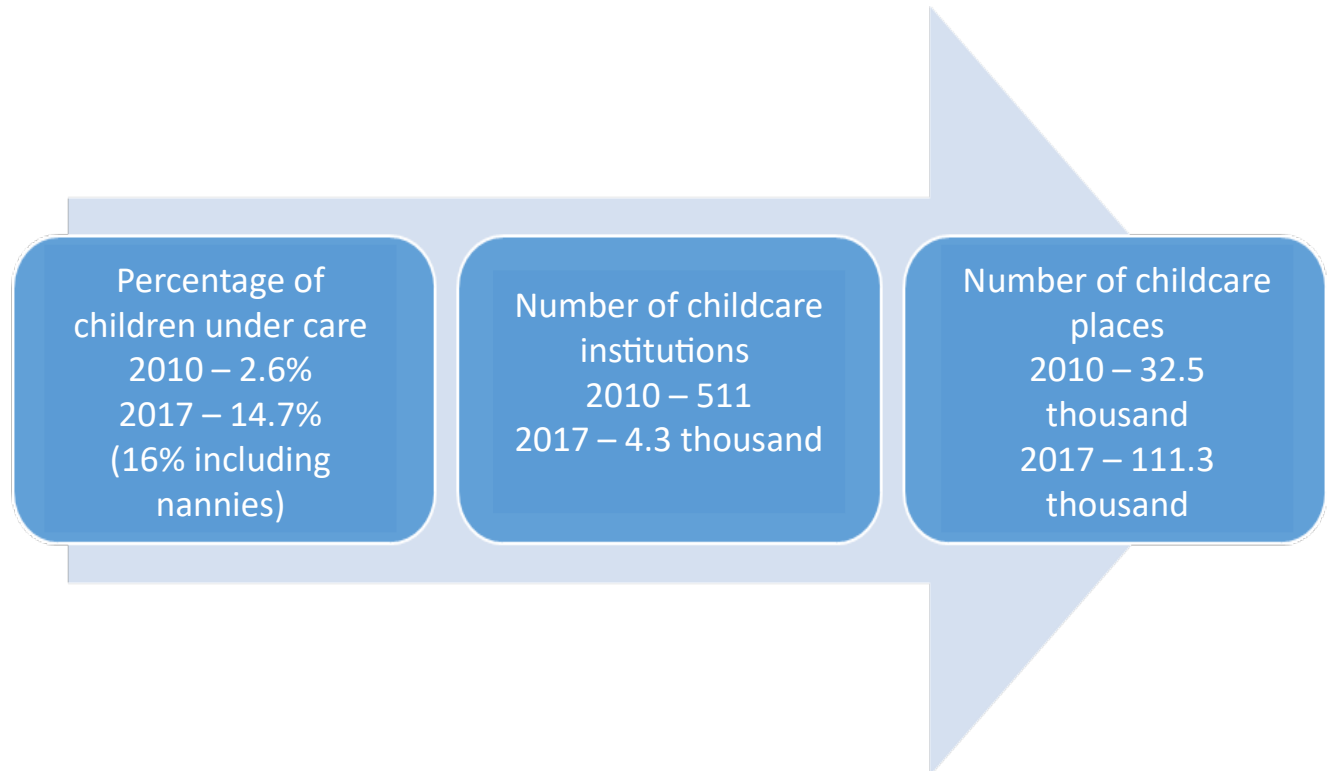 Percentage of
children under care
2010 – 2.6%
2017 – 14.7%
(16% including
nannies)
Number of childcare
institutions
2010 – 511
2017 – 4.3 thousand
Number of childcare
places
2010 – 32.5
thousand
2017 – 111.3
thousand